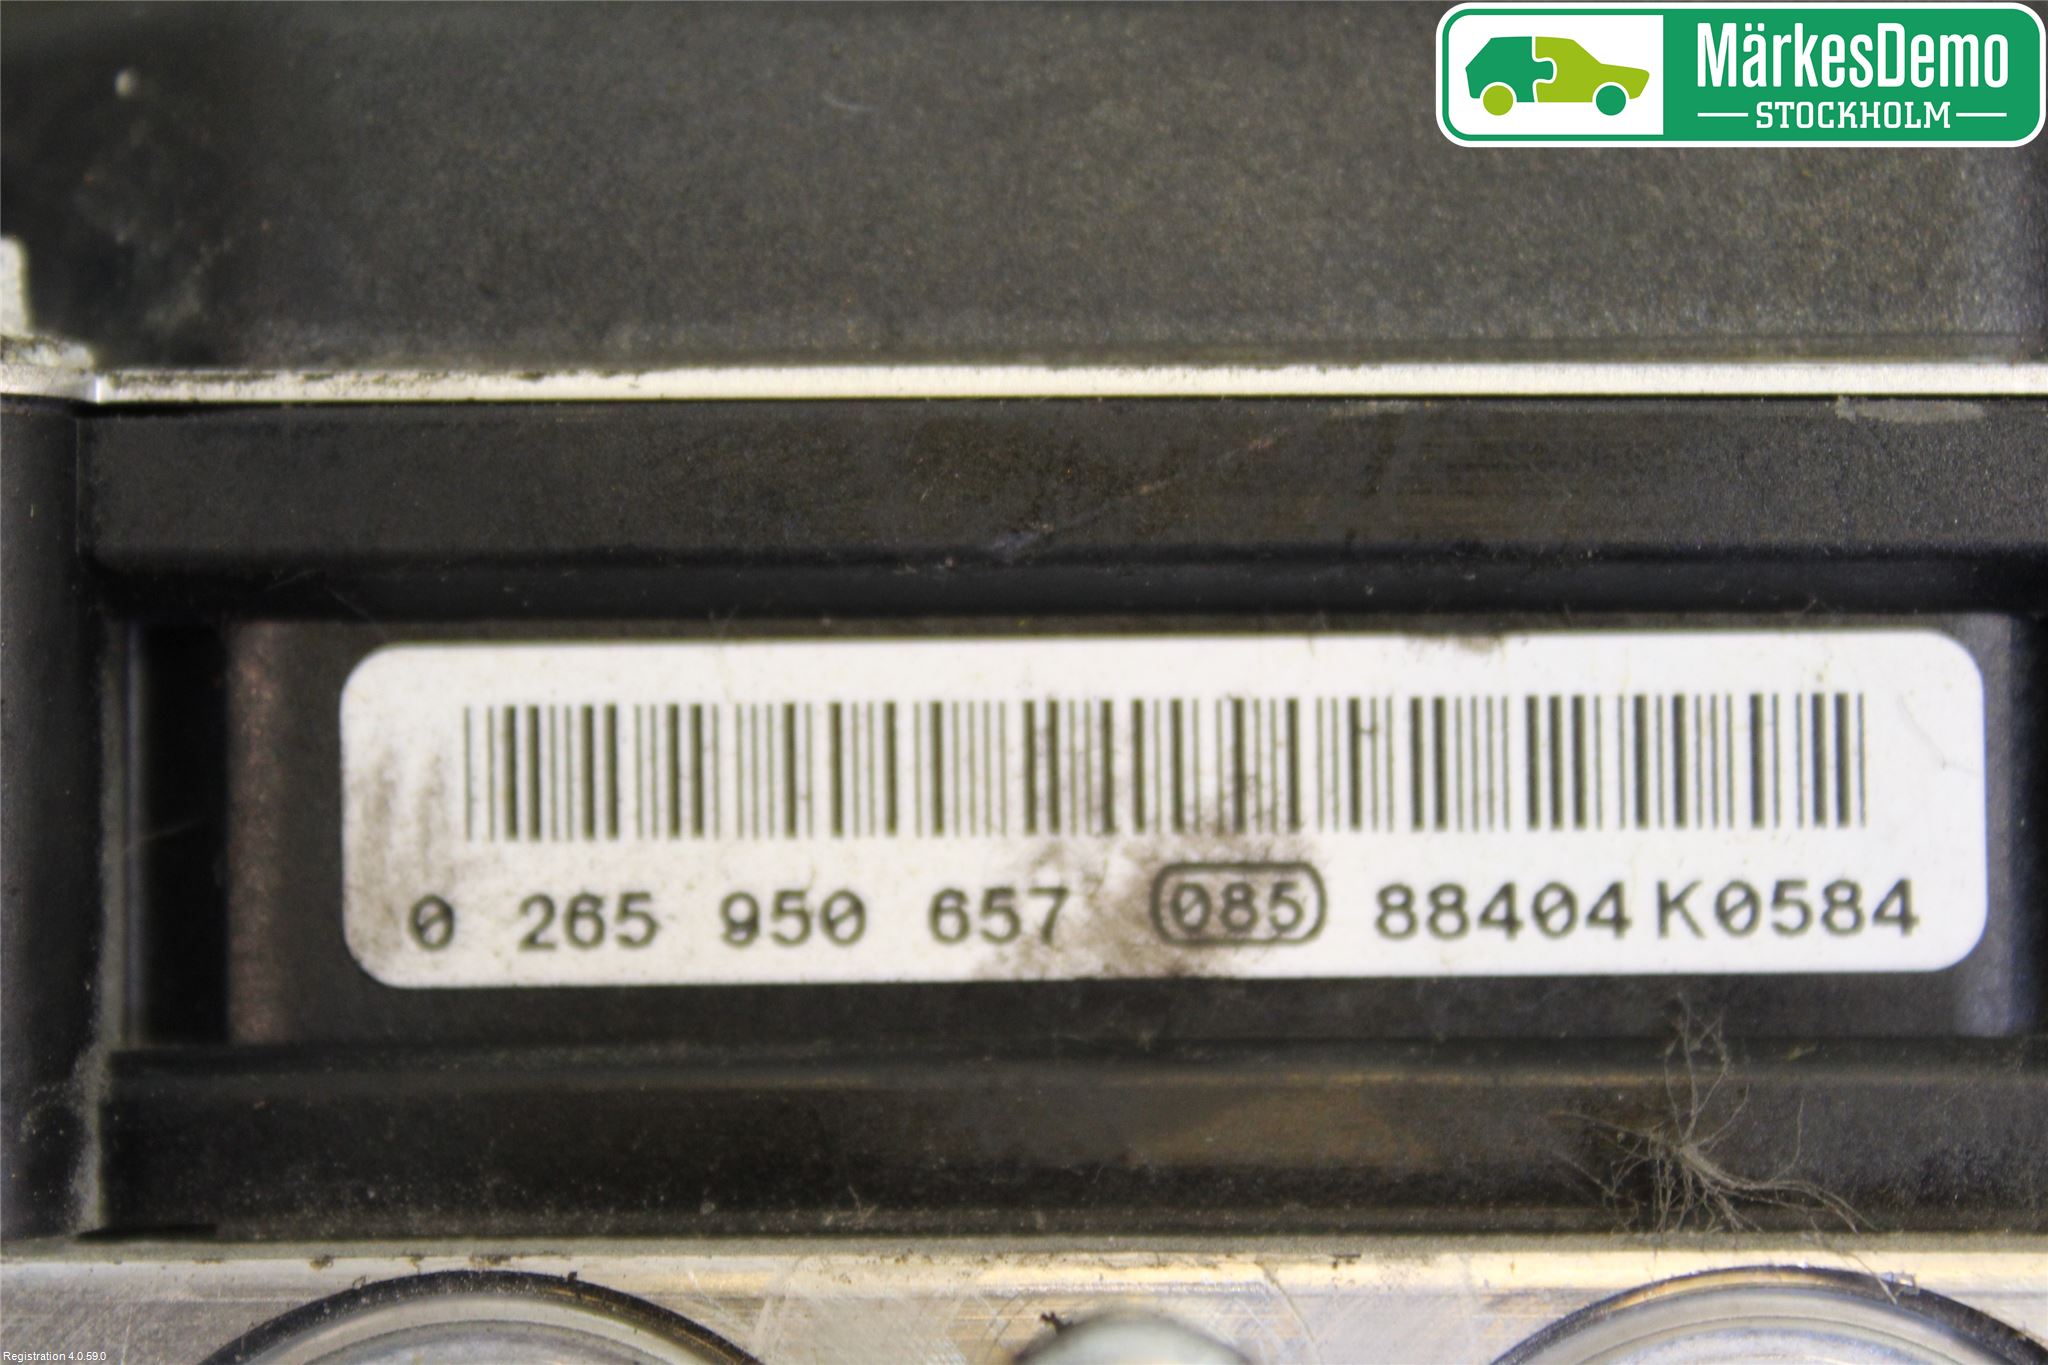 MärkesDemo
STOCKHOLM
0 265 950 657 085 88404K0584
Registration 4.0.59.0